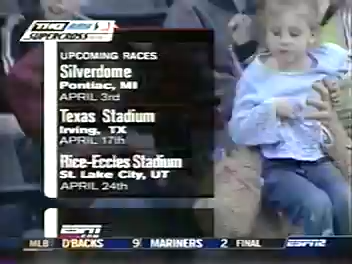 THQ
SUPERCROSS
UPCOMING RACES
Silverdome
Pontiac, MI
APRIL 3rd
Texas Stadium
Irving, TX
APRIL 17th
Rice-Eccles Stadium
St. Lake City, UT
APRIL 24th
ESPN
MLB D'BACKS 9 MARINERS 2 FINAL ESPN2